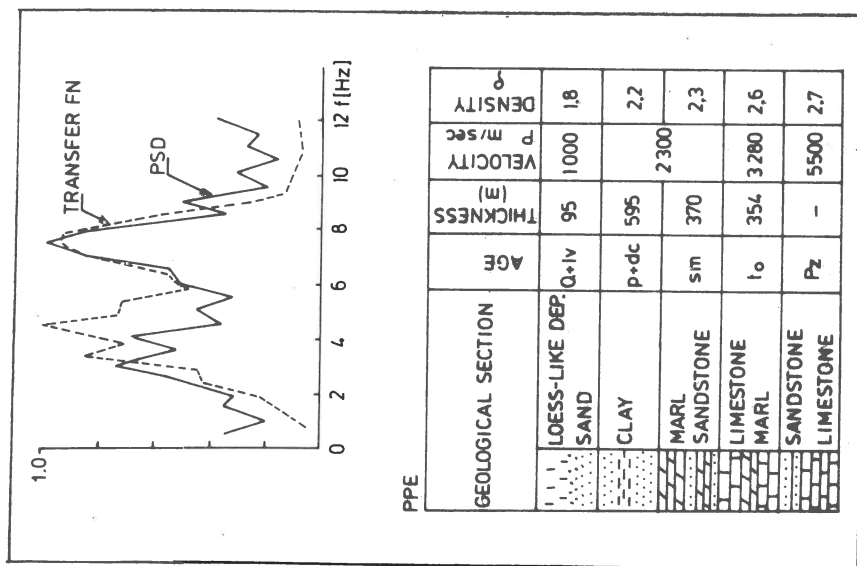 1.0
TRANSFER FN
PSD
0 2 4 6 8 10 12 f[Hz]
PPE
GEOLOGICAL SECTION AGE THICKNESS (m) VELOCITY P m/sec DENSITY ρ
LOESS-LIKE DEP. SAND Q+lv 95 1000 1,8
CLAY p+dc 595 2300 2,2
MARL SANDSTONE sm 370 2,3
LIMESTONE MARL to 354 3280 2,6
SANDSTONE LIMESTONE Pz – 5500 2.7